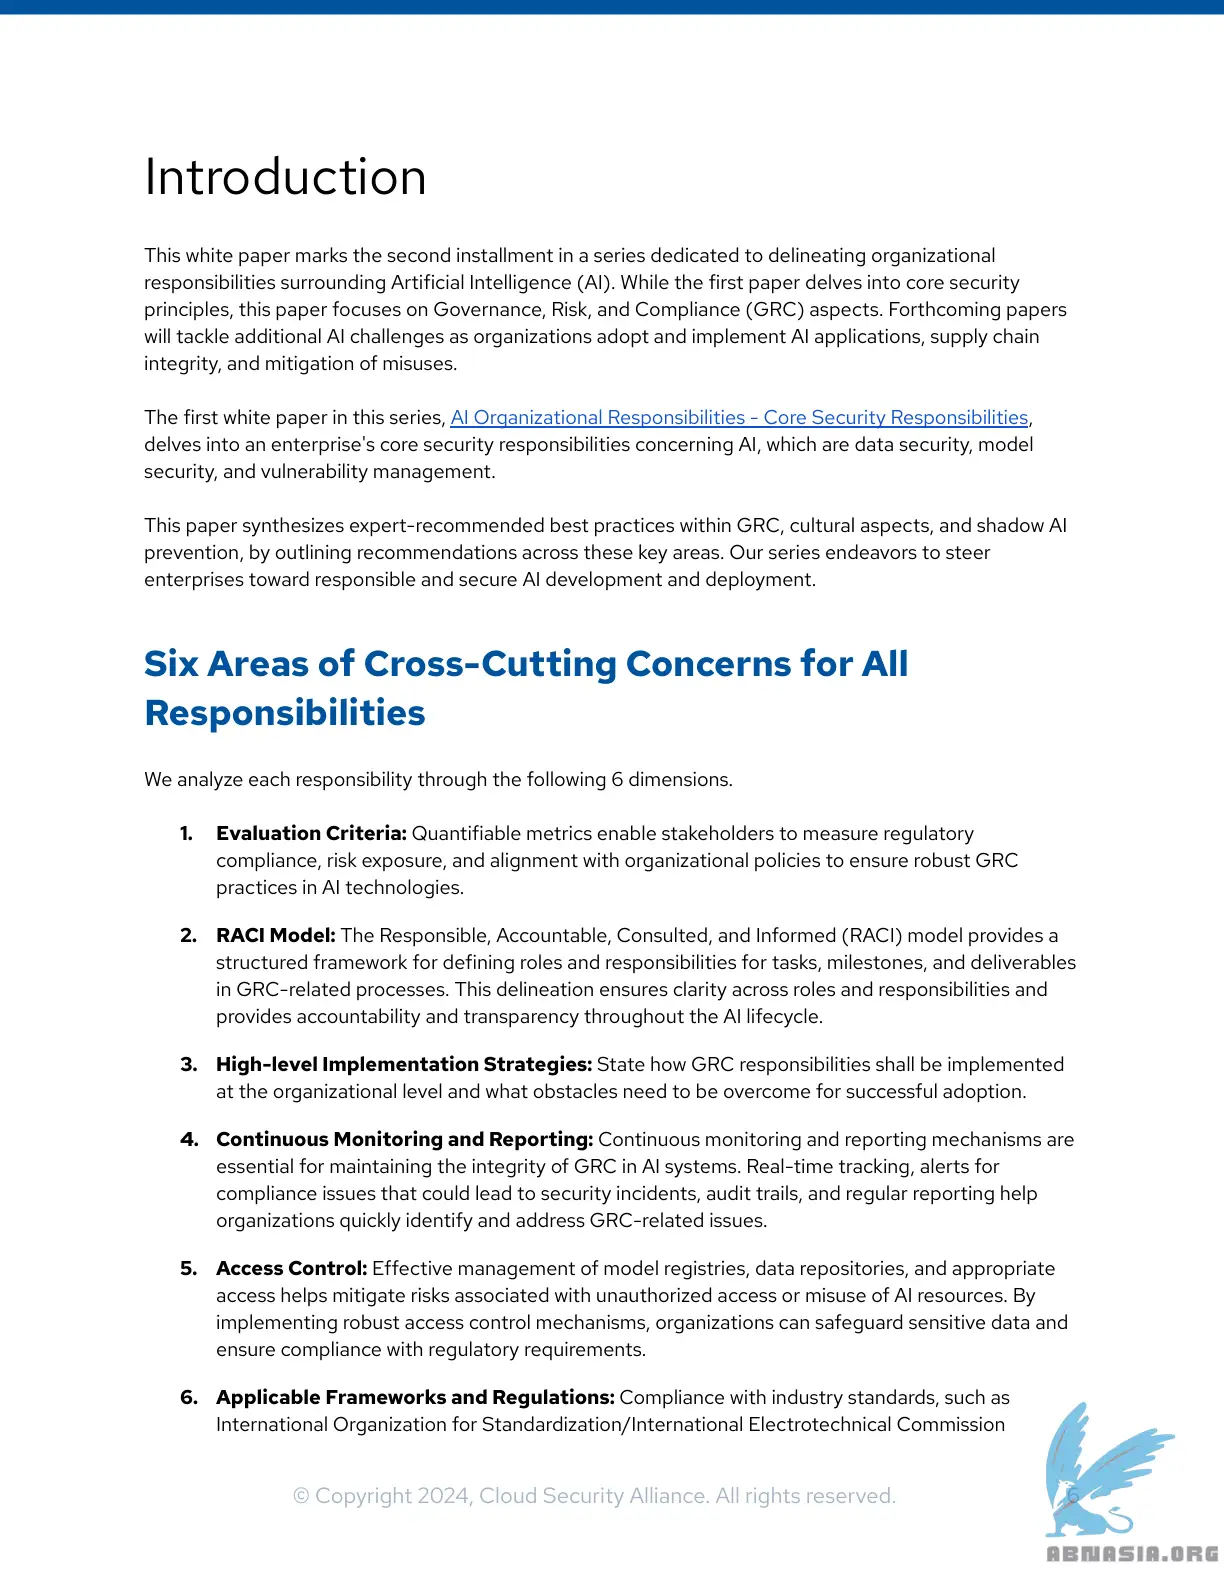 Introduction
This white paper marks the second installment in a series dedicated to delineating organizational
responsibilities surrounding Artificial Intelligence (AI). While the first paper delves into core security
principles, this paper focuses on Governance, Risk, and Compliance (GRC) aspects. Forthcoming papers
will tackle additional AI challenges as organizations adopt and implement AI applications, supply chain
integrity, and mitigation of misuses.
The first white paper in this series, AI Organizational Responsibilities - Core Security Responsibilities,
delves into an enterprise's core security responsibilities concerning AI, which are data security, model
security, and vulnerability management.
This paper synthesizes expert-recommended best practices within GRC, cultural aspects, and shadow AI
prevention, by outlining recommendations across these key areas. Our series endeavors to steer
enterprises toward responsible and secure AI development and deployment.
Six Areas of Cross-Cutting Concerns for All
Responsibilities
We analyze each responsibility through the following 6 dimensions.
1. Evaluation Criteria: Quantifiable metrics enable stakeholders to measure regulatory
compliance, risk exposure, and alignment with organizational policies to ensure robust GRC
practices in AI technologies.
2. RACI Model: The Responsible, Accountable, Consulted, and Informed (RACI) model provides a
structured framework for defining roles and responsibilities for tasks, milestones, and deliverables
in GRC-related processes. This delineation ensures clarity across roles and responsibilities and
provides accountability and transparency throughout the AI lifecycle.
3. High-level Implementation Strategies: State how GRC responsibilities shall be implemented
at the organizational level and what obstacles need to be overcome for successful adoption.
4. Continuous Monitoring and Reporting: Continuous monitoring and reporting mechanisms are
essential for maintaining the integrity of GRC in AI systems. Real-time tracking, alerts for
compliance issues that could lead to security incidents, audit trails, and regular reporting help
organizations quickly identify and address GRC-related issues.
5. Access Control: Effective management of model registries, data repositories, and appropriate
access helps mitigate risks associated with unauthorized access or misuse of AI resources. By
implementing robust access control mechanisms, organizations can safeguard sensitive data and
ensure compliance with regulatory requirements.
6. Applicable Frameworks and Regulations: Compliance with industry standards, such as
International Organization for Standardization/International Electrotechnical Commission
© Copyright 2024, Cloud Security Alliance. All rights reserved. 6
ABNASIA.ORG